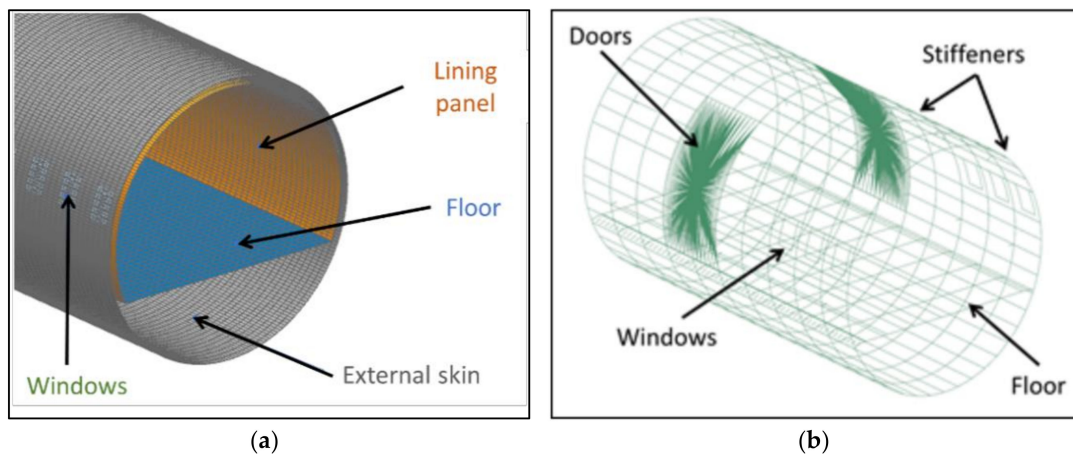 Lining
panel
Floor
Windows
External skin
(a)
Doors
Stiffeners
Windows
Floor
(b)